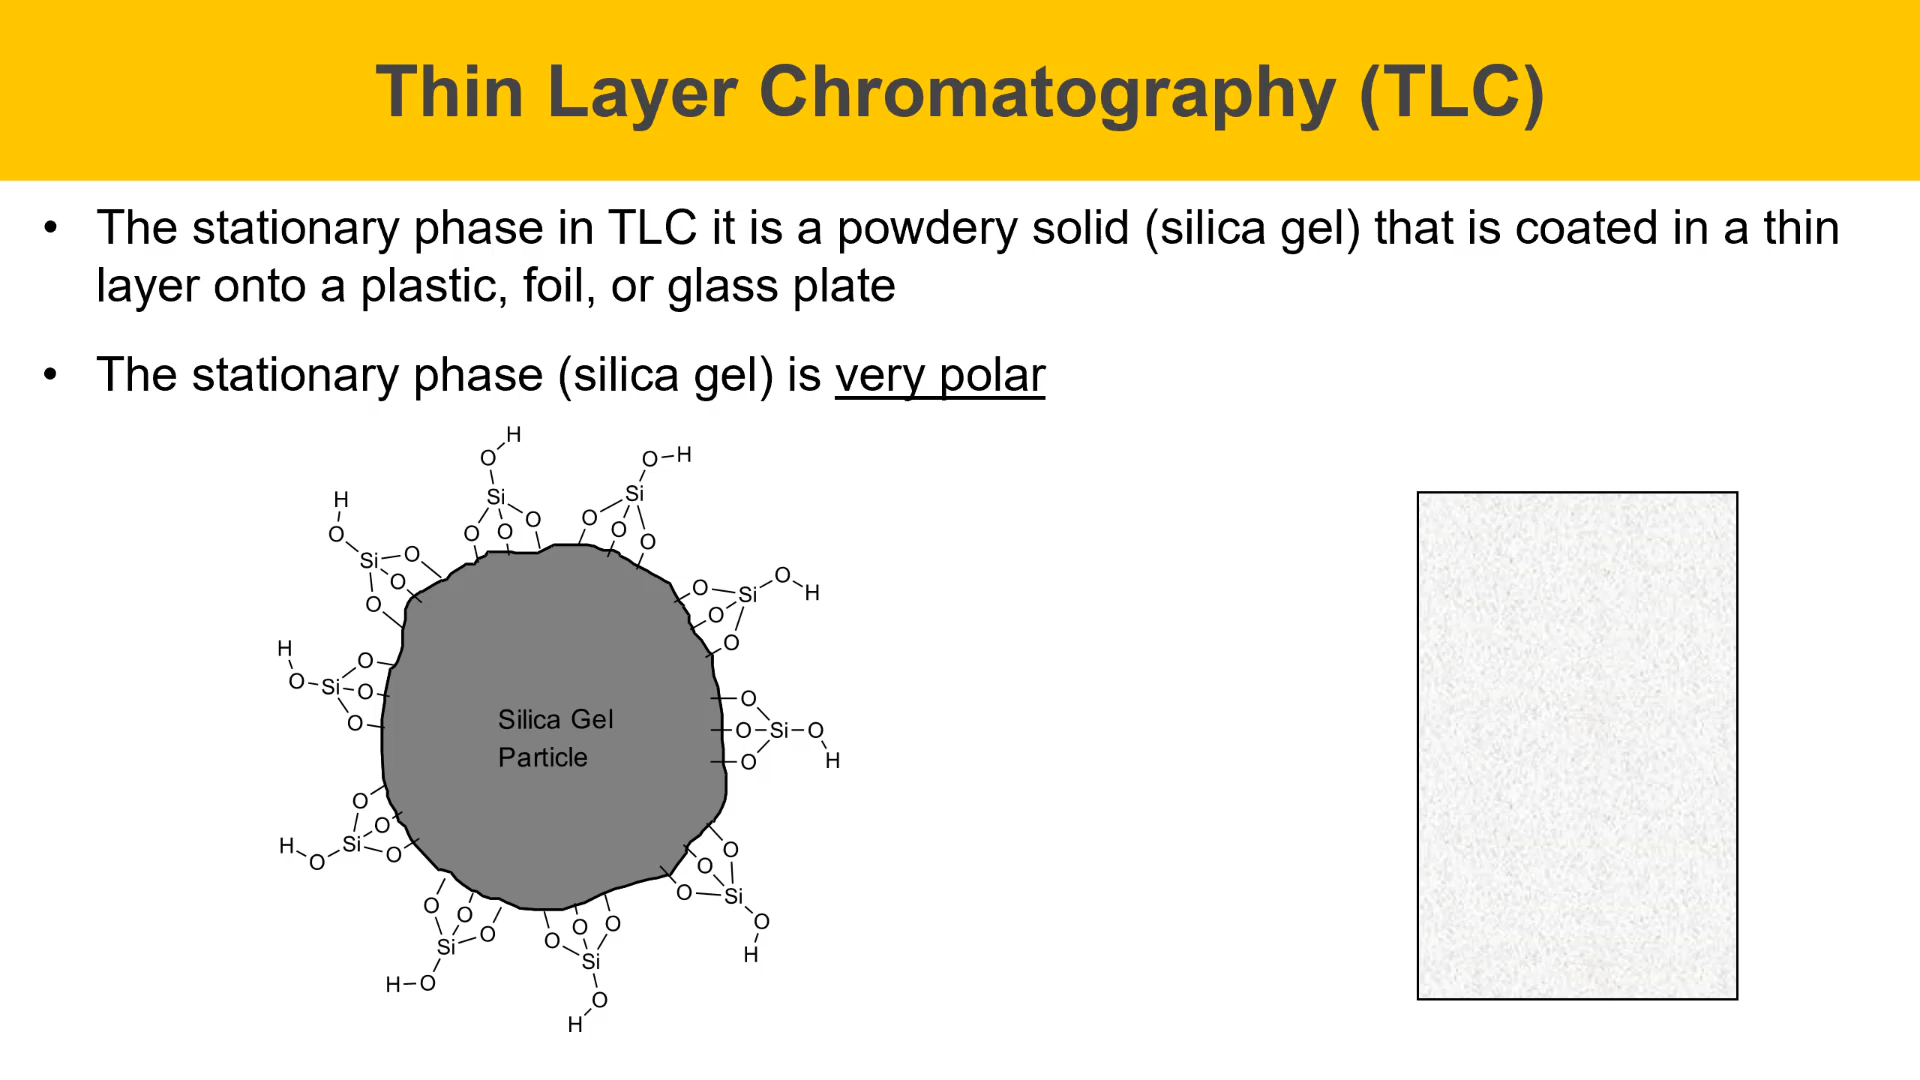 Thin Layer Chromatography (TLC)
• The stationary phase in TLC it is a powdery solid (silica gel) that is coated in a thin
layer onto a plastic, foil, or glass plate
• The stationary phase (silica gel) is very polar
H
O
O H
H
Si
Si
O
O
O
O
O
O
O
Si
O
O
O
O
Si
O
H
O
O
H
O
O
Si
O
O
O
O
Si
O
H
Silica Gel
Particle
O
O
O
Si
O
H
O
O
O
Si
O
H
O
O
O
Si
O
H
O
O
O
Si
H O
O
O
O
Si
O
H